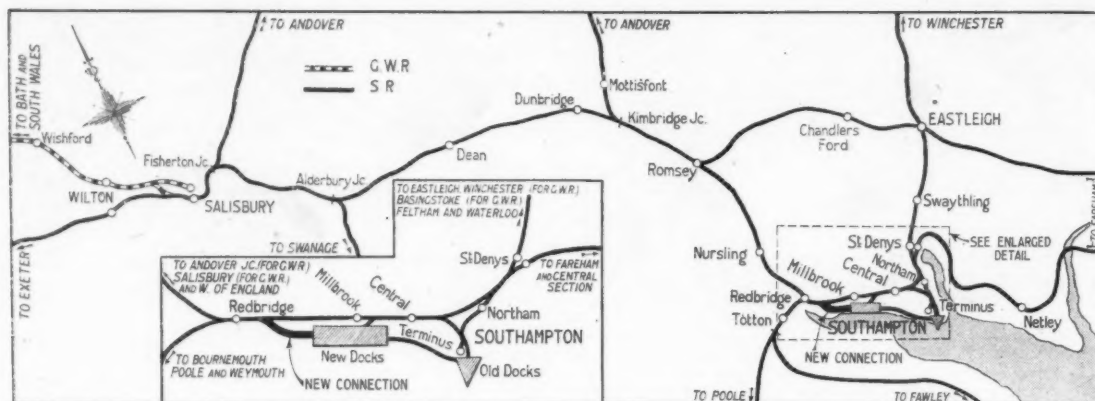 TO ANDOVER
TO ANDOVER
TO WINCHESTER
G.W.R
S R
TO BATH AND
SOUTH WALES
Wishford
Fisherton Jc.
WILTON
SALISBURY
Alderbury Jc.
Dean
Dunbridge
Mottisfont
Kimbridge Jc.
Romsey
Chandlers
Ford
EASTLEIGH
Swaythling
St Denys
SEE ENLARGED
DETAIL
Nursling
Millbrook
Central
Northam
Redbridge
Totton
Terminus
SOUTHAMPTON
Netley
NEW CONNECTION
TO POOLE
TO FAWLEY
TO EXETER
TO SWANAGE
TO EASTLEIGH, WINCHESTER (FOR G.W.R)
BASINGSTOKE (FOR G.W.R)
FELTHAM AND WATERLOO
TO ANDOVER JC. (FOR G.W.R)
SALISBURY (FOR G.W.R.)
AND W. OF ENGLAND
Redbridge
Millbrook
Central
St Denys
TO FAREHAM
AND CENTRAL
SECTION
Northam
Terminus
SOUTHAMPTON
New Docks
Old Docks
TO BOURNEMOUTH
POOLE AND WEYMOUTH
NEW CONNECTION